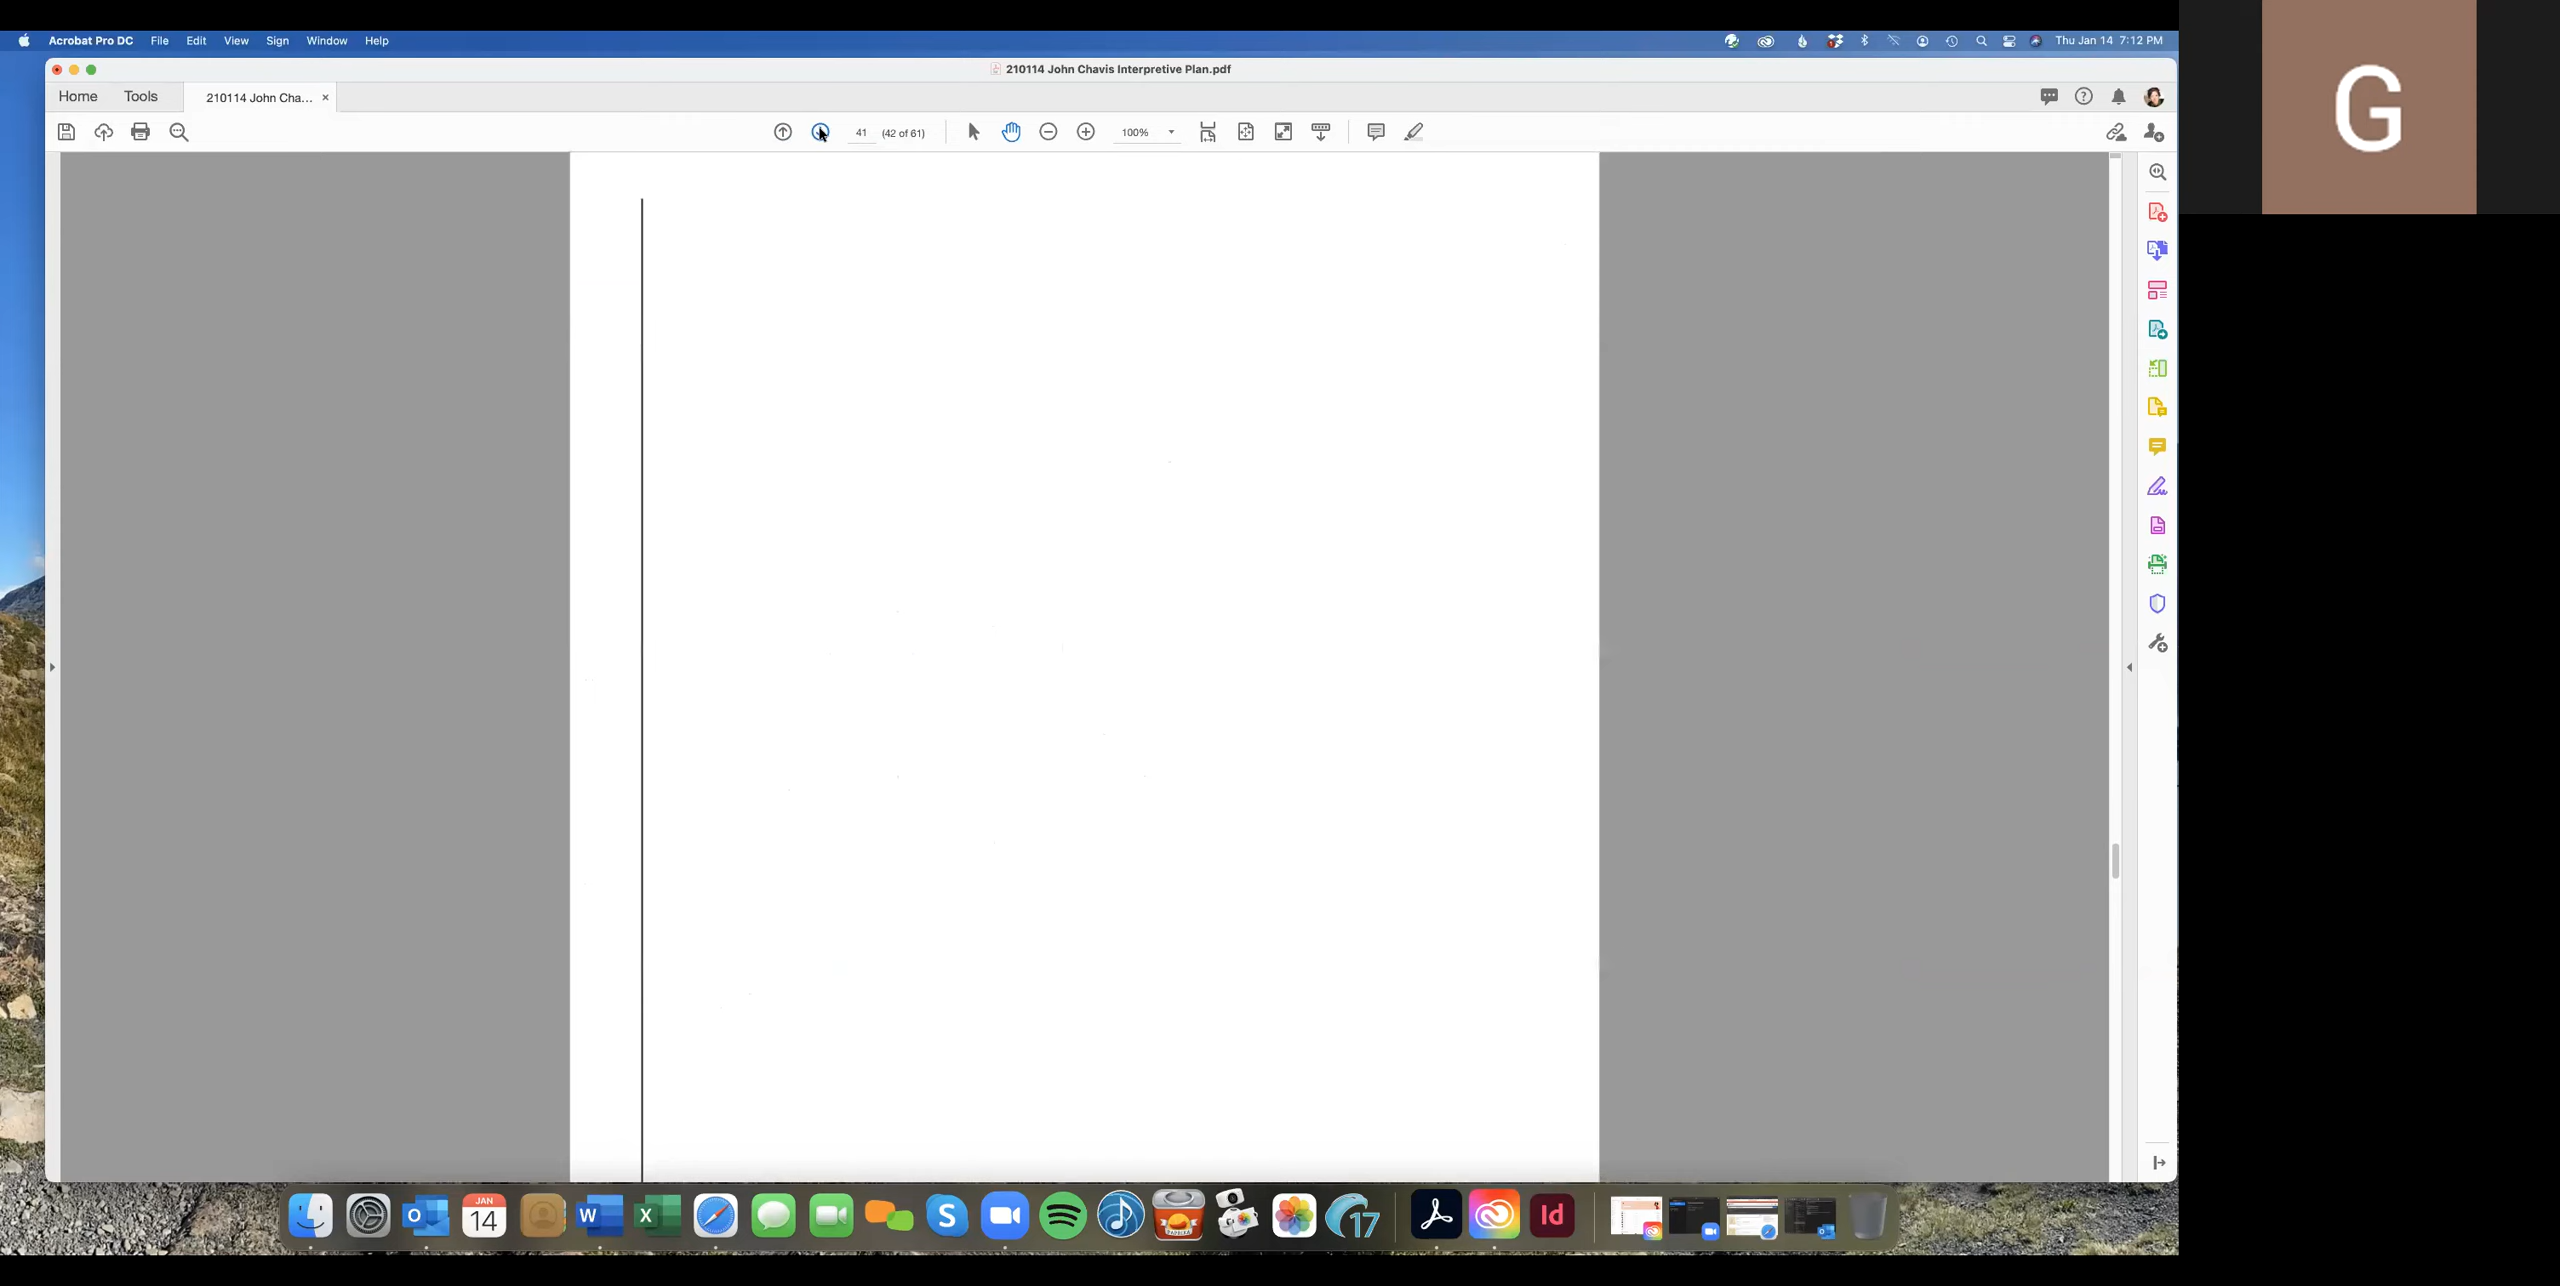 Acrobat Pro DC File Edit View Sign Window Help Thu Jan 14 7:12 PM
210114 John Chavis Interpretive Plan.pdf
Home Tools 210114 John Cha... ×
41 (42 of 61) 100%
G
JAN
14
O W X S 17 Id